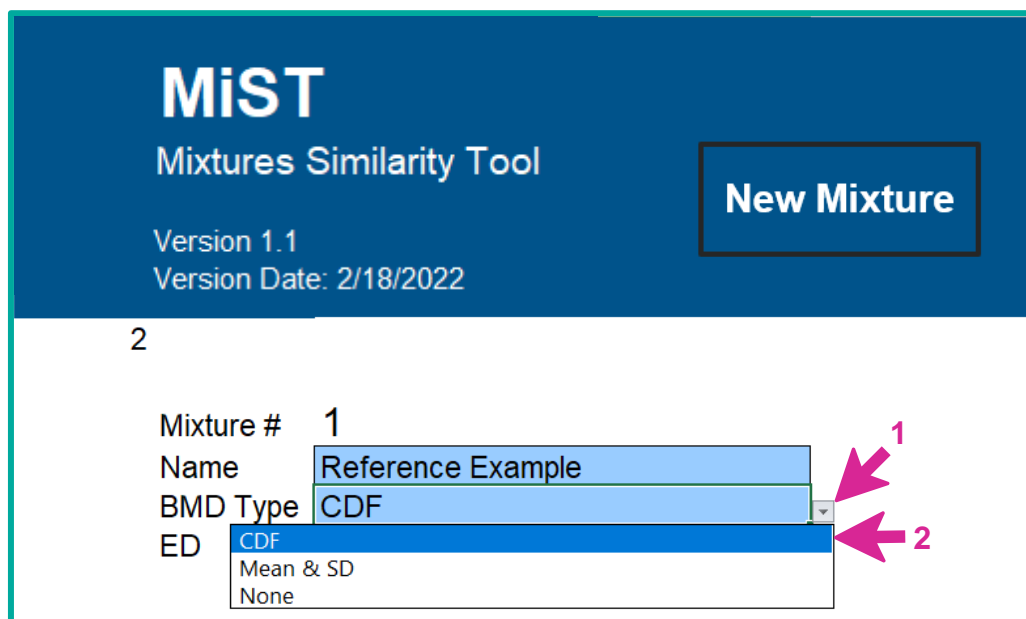 MiST
Mixtures Similarity Tool
New Mixture
Version 1.1
Version Date: 2/18/2022
2
Mixture # 1
1
Name Reference Example
BMD Type CDF
ED CDF
2
Mean & SD
None